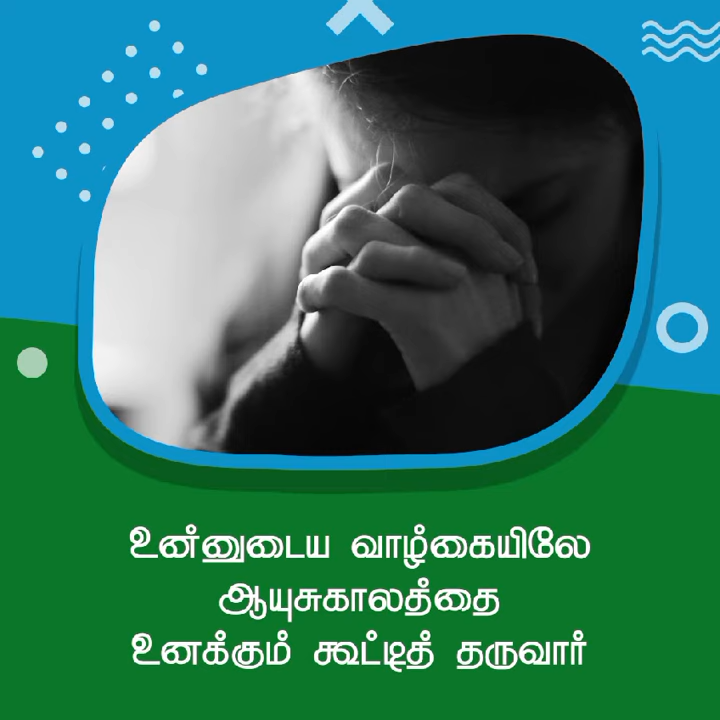 உன்னுடைய வாழ்கையிலே
ஆயுசுகாலத்தை
உனக்கும் கூட்டித் தருவார்